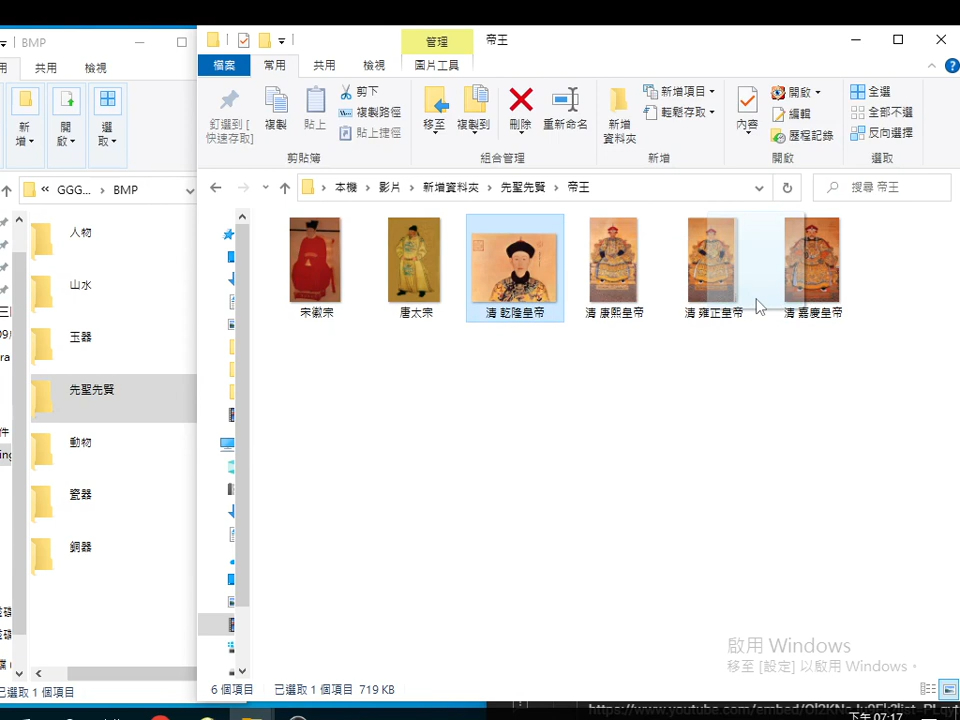 BMP
共用
檢視
新增
開啟
選取
GGG... › BMP
人物
山水
玉器
先聖先賢
動物
瓷器
銅器
已選取 1 個項目
管理
帝王
檔案
常用
共用
檢視
圖片工具
釘選到 [快速存取]
複製
貼上
剪下
複製路徑
貼上捷徑
剪貼簿
移至
複製到
刪除
重新命名
組合管理
新增資料夾
新增項目
輕鬆存取
新增
內容
開啟
編輯
歷程記錄
開啟
全選
全部不選
反向選擇
選取
本機 › 影片 › 新增資料夾 › 先聖先賢 › 帝王
搜尋 帝王
宋徽宗
唐太宗
清 乾隆皇帝
清 康熙皇帝
清 雍正皇帝
清 嘉慶皇帝
啟用 Windows
移至 [設定] 以啟用 Windows。
6 個項目
已選取 1 個項目 719 KB
下午 07:17